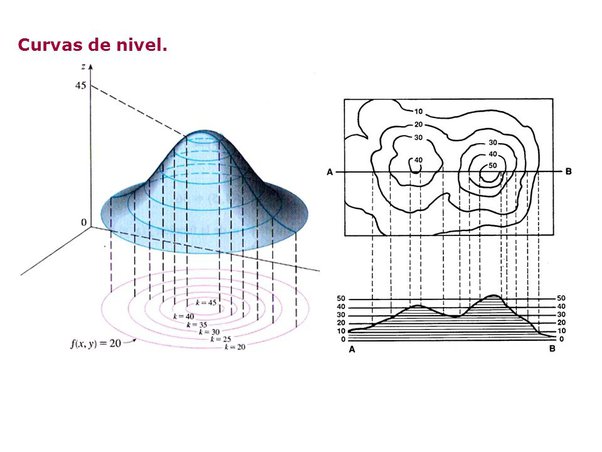 Curvas de nivel.
z
45
0
k = 45
k = 40
k = 35
k = 30
k = 25
k = 20
f(x, y) = 20
10
20
30
40
30
40
50
A
B
50
40
30
20
10
0
50
40
30
20
10
0
A
B